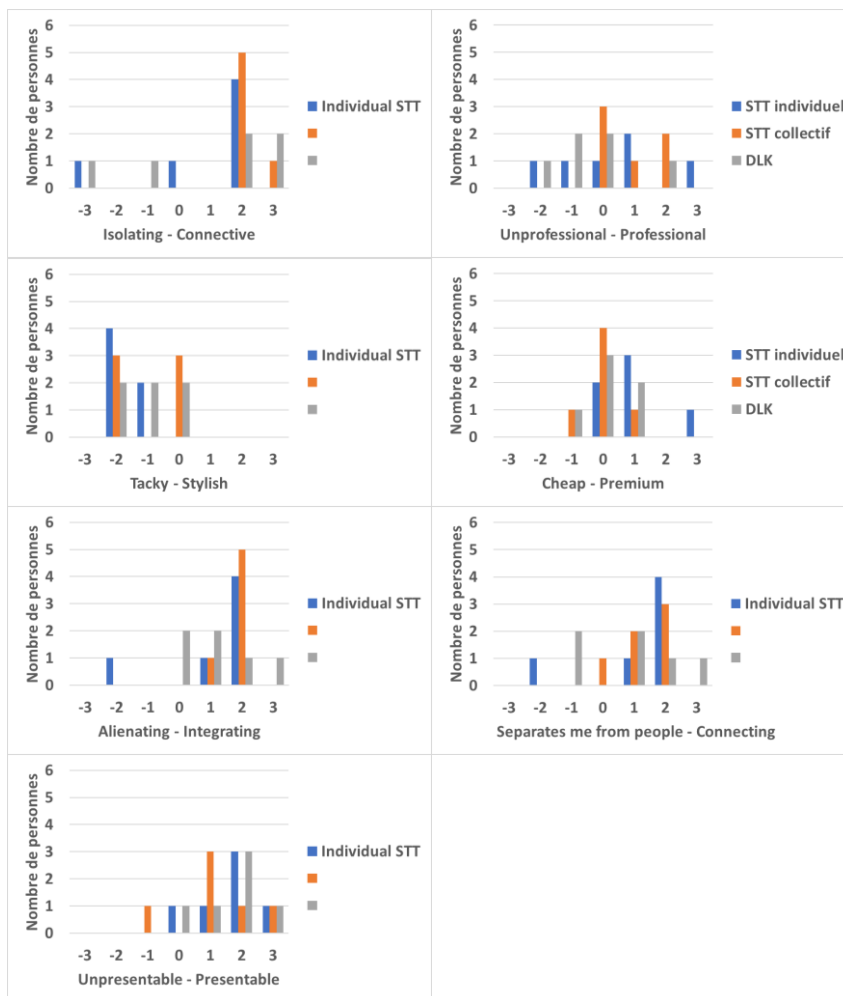 6
5
4
3
2
1
0
Nombre de personnes
-3 -2 -1 0 1 2 3
Isolating - Connective
Individual STT
6
5
4
3
2
1
0
Nombre de personnes
-3 -2 -1 0 1 2 3
Unprofessional - Professional
STT individuel
STT collectif
DLK
6
5
4
3
2
1
0
Nombre de personnes
-3 -2 -1 0 1 2 3
Tacky - Stylish
Individual STT
6
5
4
3
2
1
0
Nombre de personnes
-3 -2 -1 0 1 2 3
Cheap - Premium
STT individuel
STT collectif
DLK
6
5
4
3
2
1
0
Nombre de personnes
-3 -2 -1 0 1 2 3
Alienating - Integrating
Individual STT
6
5
4
3
2
1
0
Nombre de personnes
-3 -2 -1 0 1 2 3
Separates me from people - Connecting
Individual STT
6
5
4
3
2
1
0
Nombre de personnes
-3 -2 -1 0 1 2 3
Unpresentable - Presentable
Individual STT